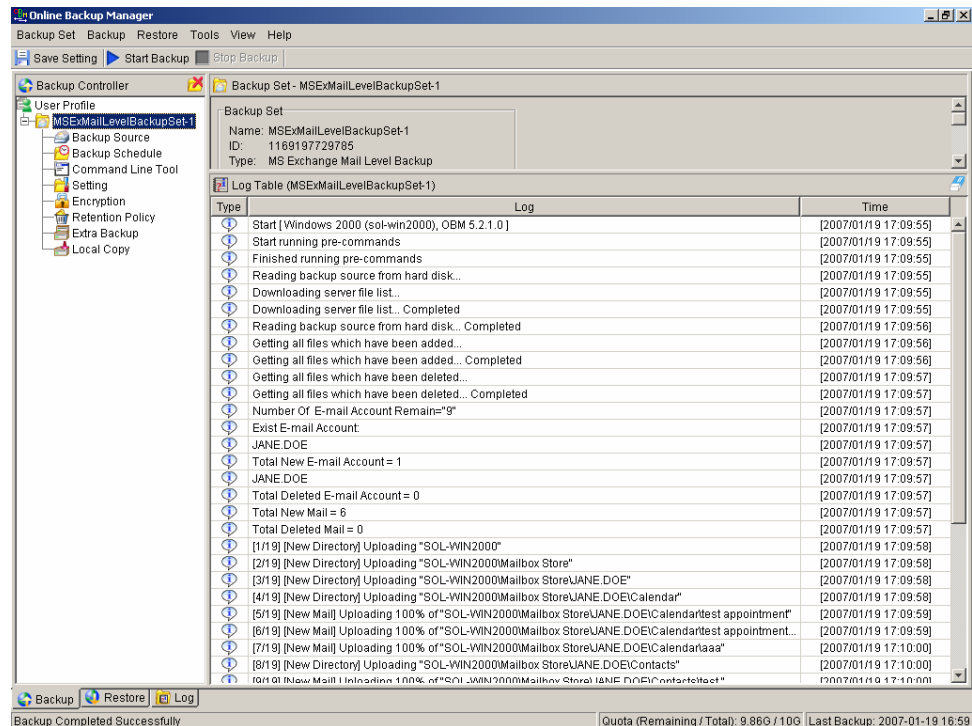 Online Backup Manager
Backup Set Backup Restore Tools View Help
Save Setting Start Backup Stop Backup
Backup Controller
User Profile
MSExMailLevelBackupSet-1
Backup Source
Backup Schedule
Command Line Tool
Setting
Encryption
Retention Policy
Extra Backup
Local Copy
Backup Set - MSExMailLevelBackupSet-1
Backup Set
Name: MSExMailLevelBackupSet-1
ID: 1169197729785
Type: MS Exchange Mail Level Backup
Log Table (MSExMailLevelBackupSet-1)
Type Log Time
Start [ Windows 2000 (sol-win2000), OBM 5.2.1.0 ] [2007/01/19 17:09:55]
Start running pre-commands [2007/01/19 17:09:55]
Finished running pre-commands [2007/01/19 17:09:55]
Reading backup source from hard disk... [2007/01/19 17:09:55]
Downloading server file list... [2007/01/19 17:09:55]
Downloading server file list... Completed [2007/01/19 17:09:55]
Reading backup source from hard disk... Completed [2007/01/19 17:09:56]
Getting all files which have been added... [2007/01/19 17:09:56]
Getting all files which have been added... Completed [2007/01/19 17:09:56]
Getting all files which have been deleted... [2007/01/19 17:09:57]
Getting all files which have been deleted... Completed [2007/01/19 17:09:57]
Number Of E-mail Account Remain="9" [2007/01/19 17:09:57]
Exist E-mail Account: [2007/01/19 17:09:57]
JANE.DOE [2007/01/19 17:09:57]
Total New E-mail Account = 1 [2007/01/19 17:09:57]
JANE.DOE [2007/01/19 17:09:57]
Total Deleted E-mail Account = 0 [2007/01/19 17:09:57]
Total New Mail = 6 [2007/01/19 17:09:57]
Total Deleted Mail = 0 [2007/01/19 17:09:57]
[1/19] [New Directory] Uploading "SOL-WIN2000" [2007/01/19 17:09:58]
[2/19] [New Directory] Uploading "SOL-WIN2000\Mailbox Store" [2007/01/19 17:09:58]
[3/19] [New Directory] Uploading "SOL-WIN2000\Mailbox Store\JANE.DOE" [2007/01/19 17:09:58]
[4/19] [New Directory] Uploading "SOL-WIN2000\Mailbox Store\JANE.DOE\Calendar" [2007/01/19 17:09:58]
[5/19] [New Mail] Uploading 100% of "SOL-WIN2000\Mailbox Store\JANE.DOE\Calendar\test appointment" [2007/01/19 17:09:59]
[6/19] [New Mail] Uploading 100% of "SOL-WIN2000\Mailbox Store\JANE.DOE\Calendar\test appointment... [2007/01/19 17:09:59]
[7/19] [New Mail] Uploading 100% of "SOL-WIN2000\Mailbox Store\JANE.DOE\Calendar\aaa" [2007/01/19 17:10:00]
[8/19] [New Directory] Uploading "SOL-WIN2000\Mailbox Store\JANE.DOE\Contacts" [2007/01/19 17:10:00]
[9/19] [New Mail] Uploading 100% of "SOL-WIN2000\Mailbox Store\JANE.DOE\Contacts\test " [2007/01/19 17:10:00]
Backup Restore Log
Backup Completed Successfully Quota (Remaining / Total): 9.86G / 10G Last Backup: 2007-01-19 16:59